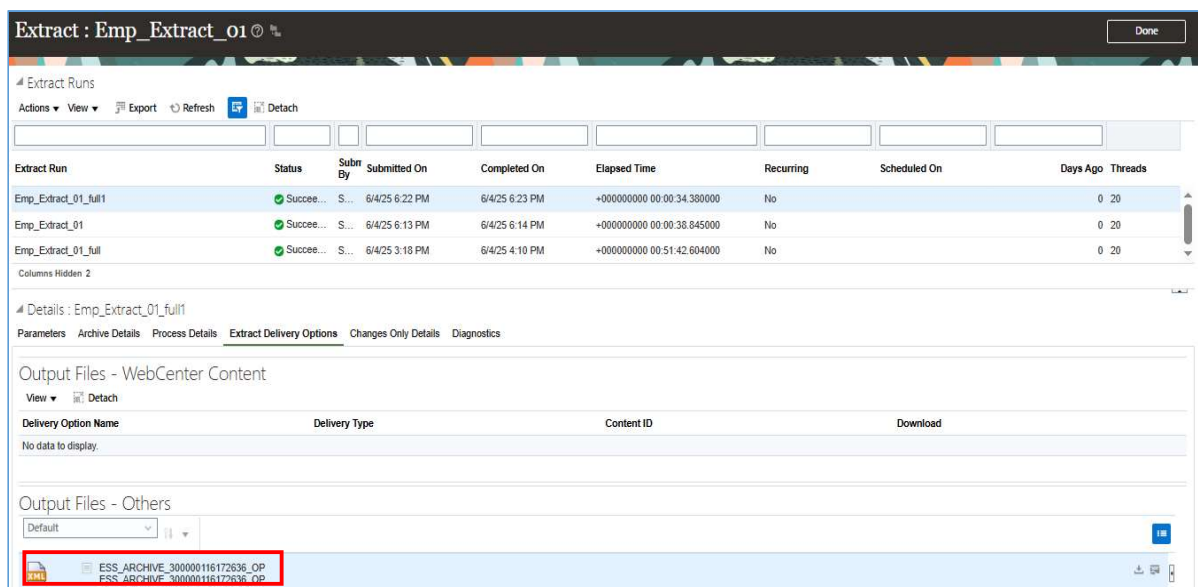 Extract : Emp_Extract_01
Done
Extract Runs
Actions View Export Refresh Detach
Extract Run Status Subm By Submitted On Completed On Elapsed Time Recurring Scheduled On Days Ago Threads
Emp_Extract_01_full1 Succee... S... 6/4/25 6:22 PM 6/4/25 6:23 PM +000000000 00:00:34.380000 No 0 20
Emp_Extract_01 Succee... S... 6/4/25 6:13 PM 6/4/25 6:14 PM +000000000 00:00:38.845000 No 0 20
Emp_Extract_01_full Succee... S... 6/4/25 3:18 PM 6/4/25 4:10 PM +000000000 00:51:42.604000 No 0 20
Columns Hidden 2
Details : Emp_Extract_01_full1
Parameters Archive Details Process Details Extract Delivery Options Changes Only Details Diagnostics
Output Files - WebCenter Content
View Detach
Delivery Option Name Delivery Type Content ID Download
No data to display.
Output Files - Others
Default
XML ESS_ARCHIVE_300000116172636_OP
ESS_ARCHIVE_300000116172636_OP